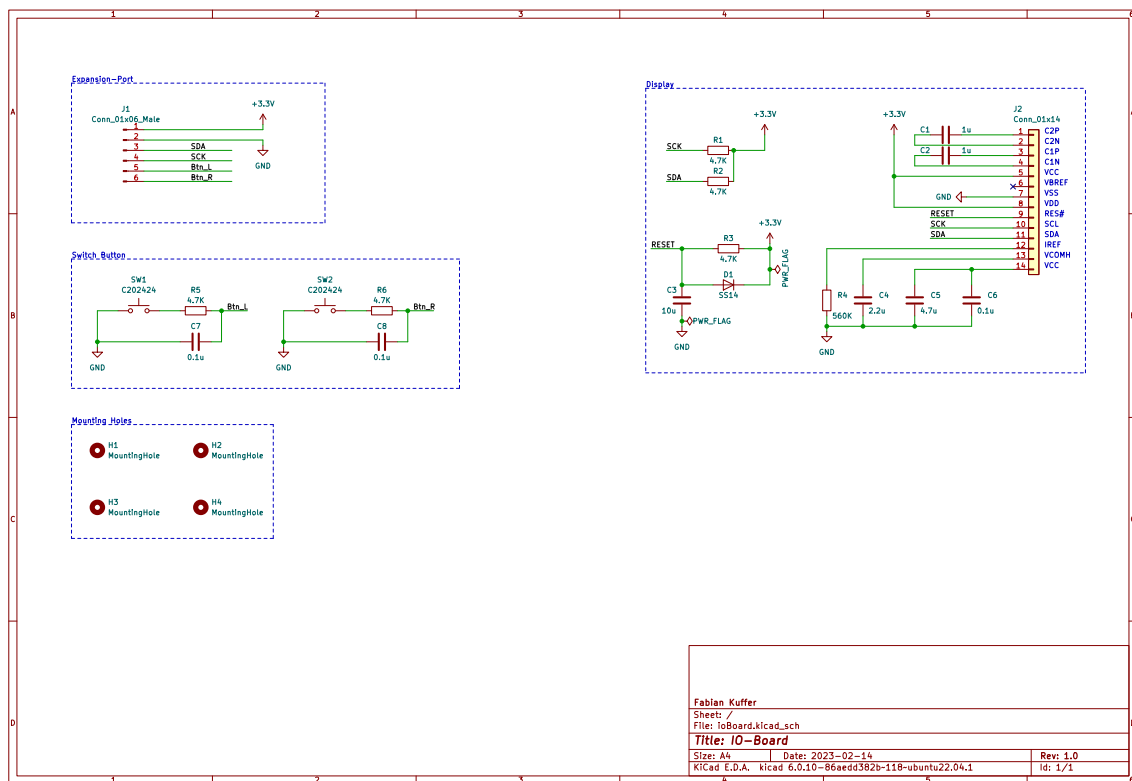 1 2 3 4 5 6
A
B
C
D
Expansion-Port
J1
Conn_01x06_Male
+3.3V
1
2
3 SDA
4 SCK
5 Btn_L
6 Btn_R
GND
Switch Button
SW1
C202424
R5
4.7K
Btn_L
C7
0.1u
GND
SW2
C202424
R6
4.7K
Btn_R
C8
0.1u
GND
Mounting Holes
H1
MountingHole
H2
MountingHole
H3
MountingHole
H4
MountingHole
Display
+3.3V
SCK
R1
4.7K
SDA
R2
4.7K
+3.3V
RESET
R3
4.7K
PWR_FLAG
D1
SS14
C3
10u
PWR_FLAG
GND
+3.3V
J2
Conn_01x14
C1 1u
C2 1u
1 C2P
2 C2N
3 C1P
4 C1N
5 VCC
6 VBREF
GND 7 VSS
8 VDD
RESET 9 RES#
SCK 10 SCL
SDA 11 SDA
12 IREF
13 VCOMH
14 VCC
R4
560K
C4
2.2u
C5
4.7u
C6
0.1u
GND
Fabian Kuffer
Sheet: /
File: ioBoard.kicad_sch
Title: IO-Board
Size: A4 Date: 2023-02-14 Rev: 1.0
KiCad E.D.A. kicad 6.0.10-86aedd382b~118~ubuntu22.04.1 Id: 1/1
1 2 3 4 5